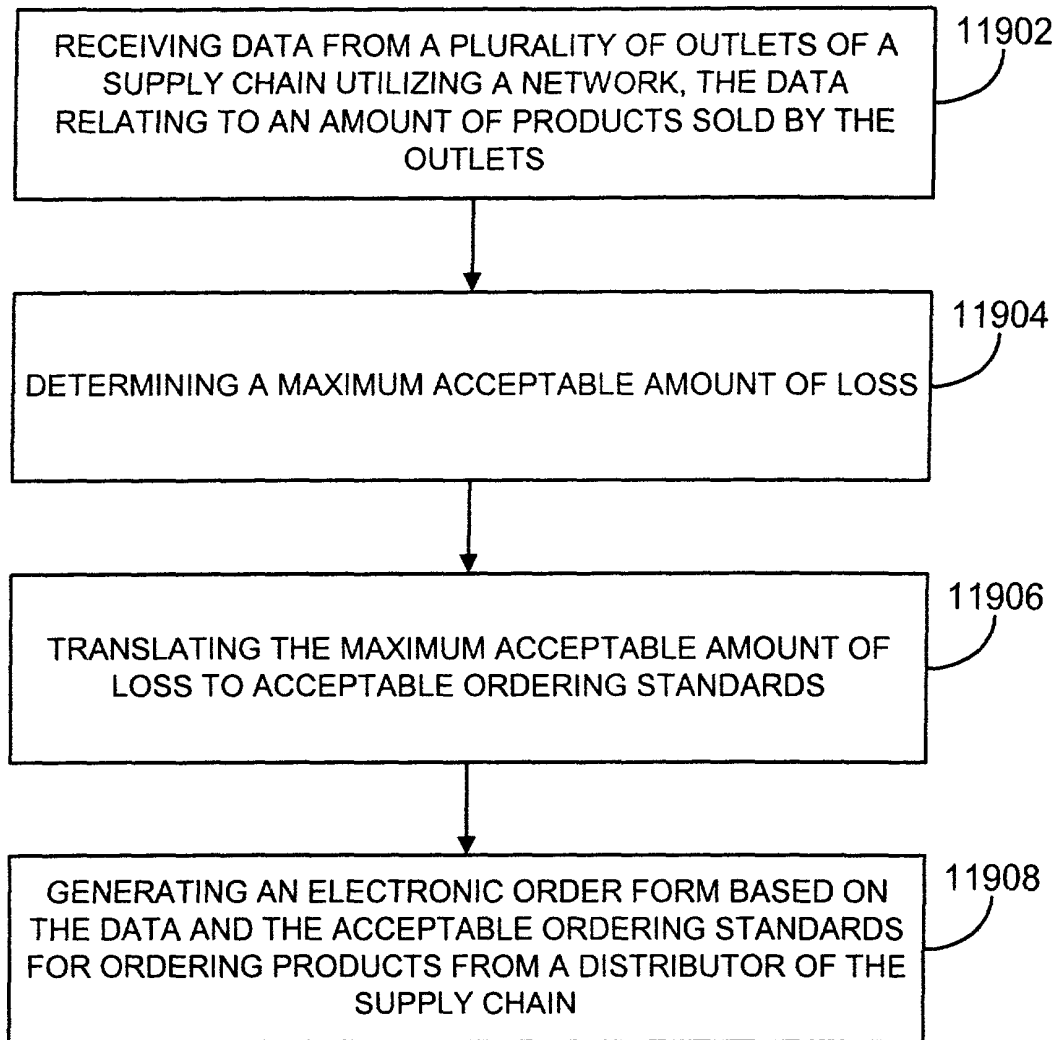 RECEIVING DATA FROM A PLURALITY OF OUTLETS OF A
SUPPLY CHAIN UTILIZING A NETWORK, THE DATA
RELATING TO AN AMOUNT OF PRODUCTS SOLD BY THE
OUTLETS
11902
DETERMINING A MAXIMUM ACCEPTABLE AMOUNT OF LOSS
11904
TRANSLATING THE MAXIMUM ACCEPTABLE AMOUNT OF
LOSS TO ACCEPTABLE ORDERING STANDARDS
11906
GENERATING AN ELECTRONIC ORDER FORM BASED ON
THE DATA AND THE ACCEPTABLE ORDERING STANDARDS
FOR ORDERING PRODUCTS FROM A DISTRIBUTOR OF THE
SUPPLY CHAIN
11908